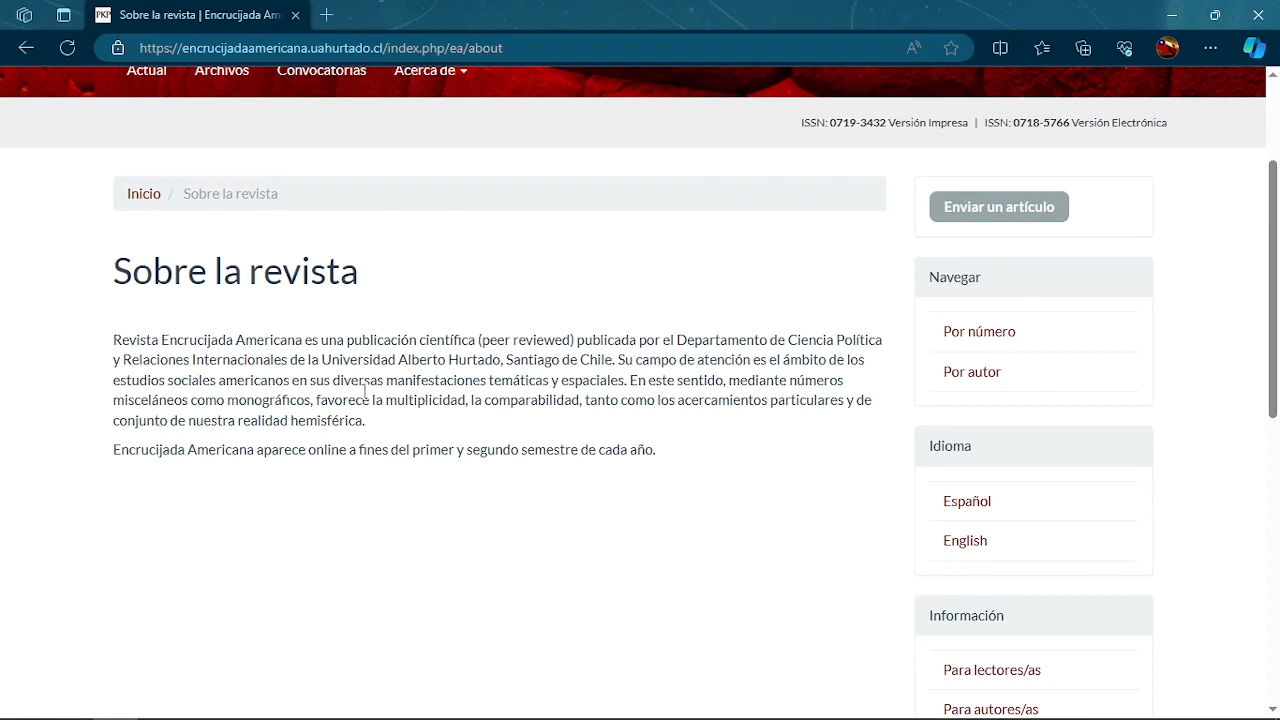 Sobre la revista | Encrucijada Am
https://encrucijadaamericana.uahurtado.cl/index.php/ea/about
Actual Archivos Convocatorias Acerca de
ISSN: 0719-3432 Versión Impresa | ISSN: 0718-5766 Versión Electrónica
Inicio / Sobre la revista
Sobre la revista
Revista Encrucijada Americana es una publicación científica (peer reviewed) publicada por el Departamento de Ciencia Política
y Relaciones Internacionales de la Universidad Alberto Hurtado, Santiago de Chile. Su campo de atención es el ámbito de los
estudios sociales americanos en sus diversas manifestaciones temáticas y espaciales. En este sentido, mediante números
misceláneos como monográficos, favorece la multiplicidad, la comparabilidad, tanto como los acercamientos particulares y de
conjunto de nuestra realidad hemisférica.
Encrucijada Americana aparece online a fines del primer y segundo semestre de cada año.
Enviar un artículo
Navegar
Por número
Por autor
Idioma
Español
English
Información
Para lectores/as
Para autores/as